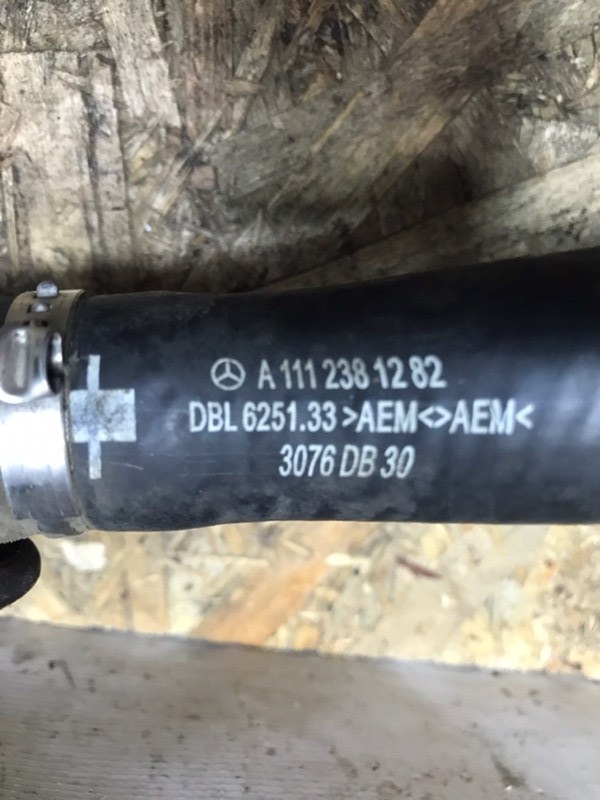 A 111 238 12 82
DBL 6251.33 >AEM<>AEM<
3076 DB 30